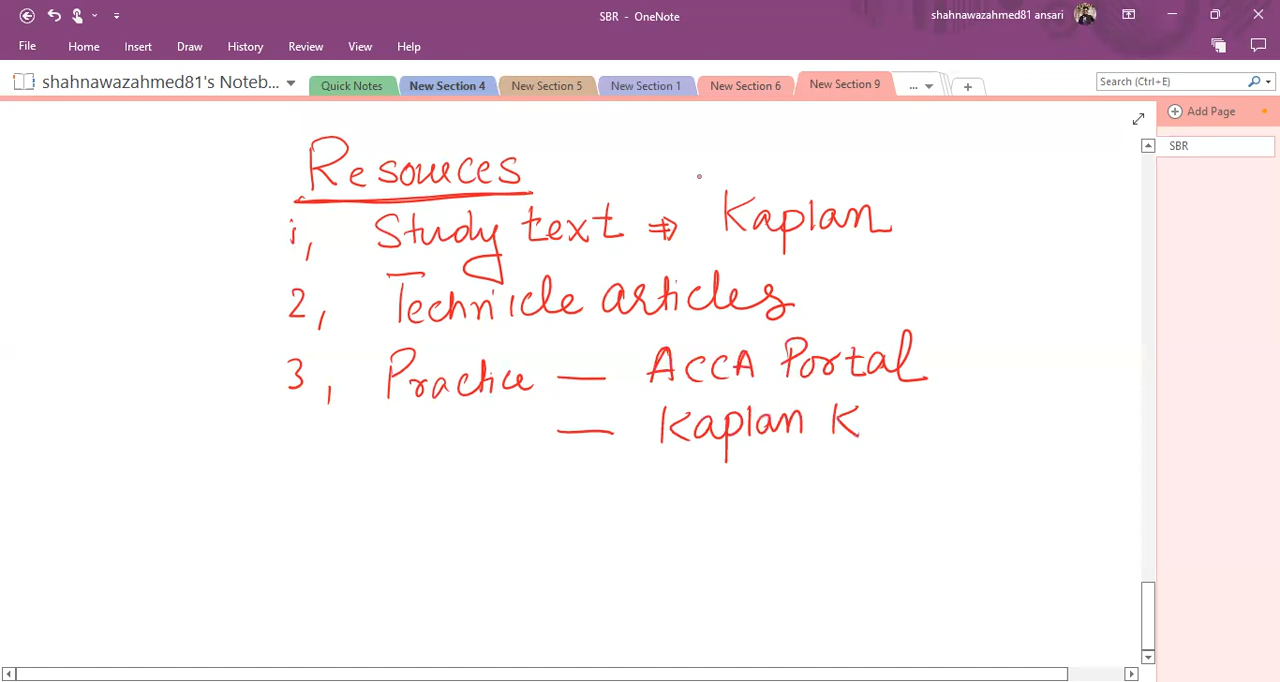 SBR - OneNote
shahnawazahmed81 ansari
File Home Insert Draw History Review View Help
shahnawazahmed81's Noteb... Quick Notes New Section 4 New Section 5 New Section 1 New Section 6 New Section 9 ... + Search (Ctrl+E)
Add Page
SBR
Resources
1, Study text ⇒ Kaplan
2, Technicle articles
3, Practice — ACCA Portal
— Kaplan K